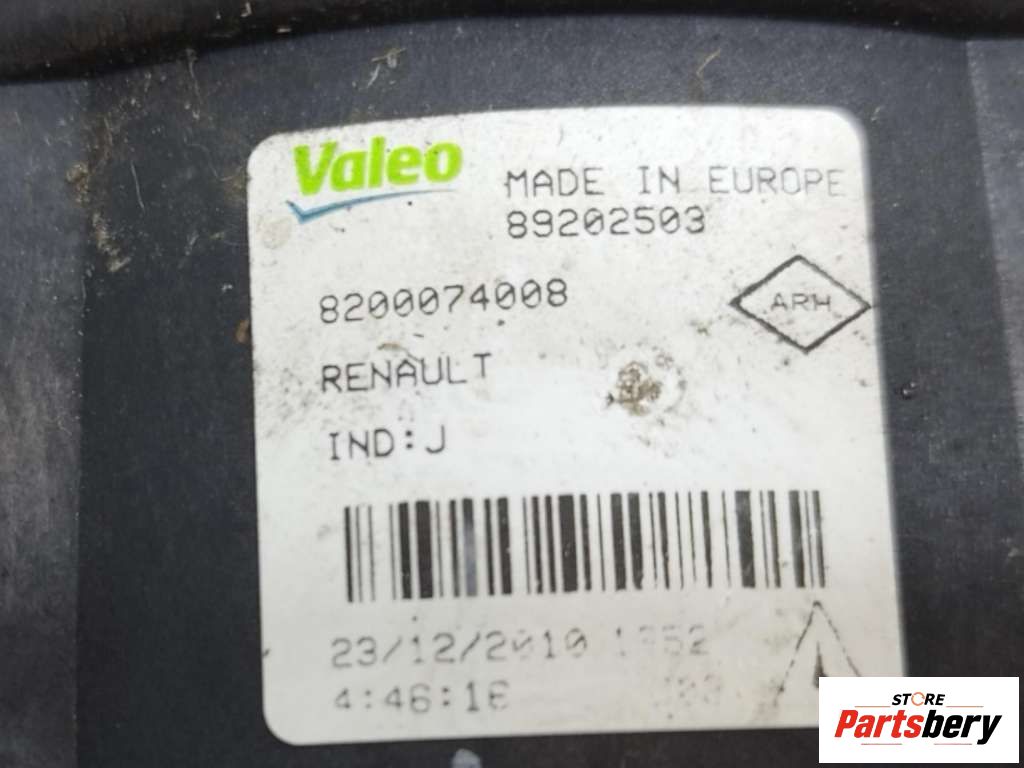 Valeo
MADE IN EUROPE
89202503
8200074008
ARH
RENAULT
IND:J
23/12/2010
4:46:16
STORE
Partsbery